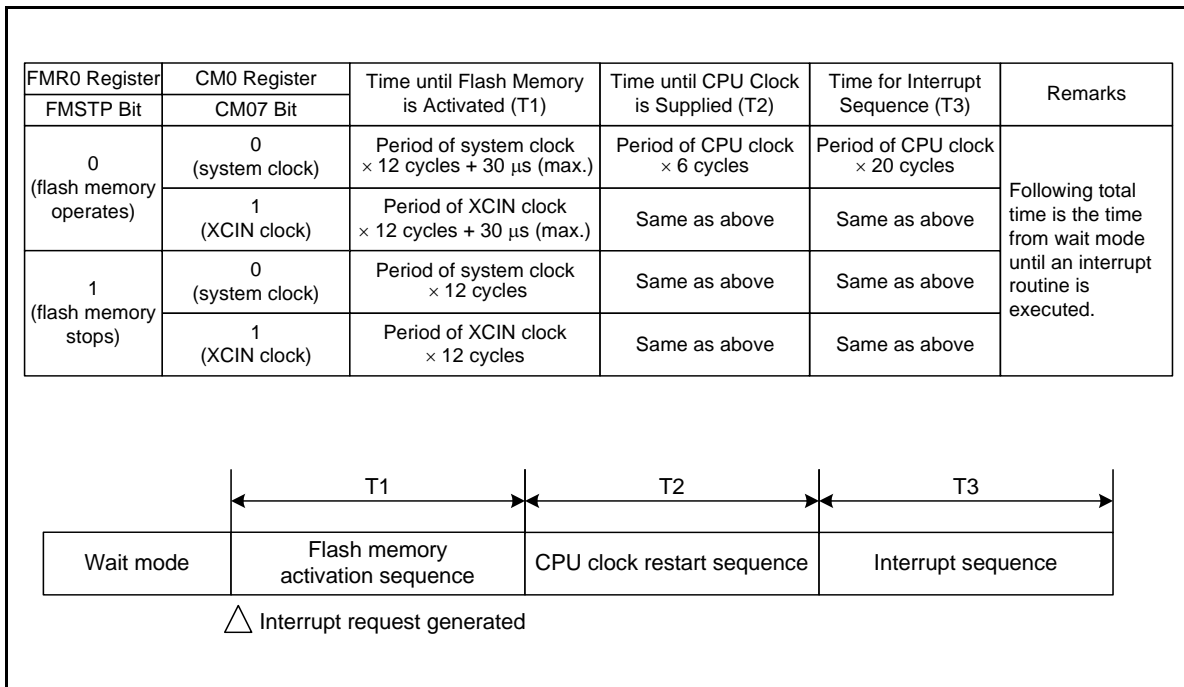 FMR0 Register
CM0 Register
Time until Flash Memory
is Activated (T1)
Time until CPU Clock
is Supplied (T2)
Time for Interrupt
Sequence (T3)
Remarks
FMSTP Bit
CM07 Bit
0
(flash memory
operates)
0
(system clock)
Period of system clock
× 12 cycles + 30 μs (max.)
Period of CPU clock
× 6 cycles
Period of CPU clock
× 20 cycles
Following total
time is the time
from wait mode
until an interrupt
routine is
executed.
1
(XCIN clock)
Period of XCIN clock
× 12 cycles + 30 μs (max.)
Same as above
Same as above
1
(flash memory
stops)
0
(system clock)
Period of system clock
× 12 cycles
Same as above
Same as above
1
(XCIN clock)
Period of XCIN clock
× 12 cycles
Same as above
Same as above
T1
T2
T3
Wait mode
Flash memory
activation sequence
CPU clock restart sequence
Interrupt sequence
Interrupt request generated